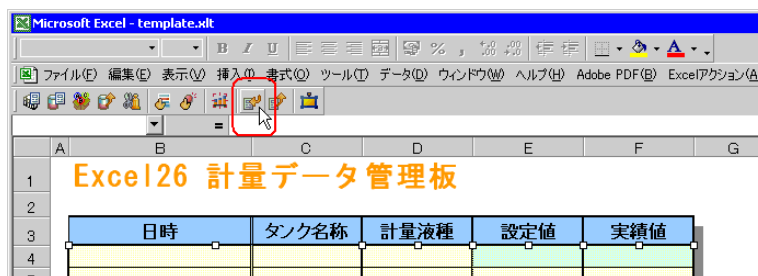 Microsoft Excel - template.xlt
B I U % ,
ファイル(F) 編集(E) 表示(V) 挿入(I) 書式(O) ツール(T) データ(D) ウィンドウ(W) ヘルプ(H) Adobe PDF(B) Excelアクション(A
=
A B C D E F G
1 Excel26 計量データ管理板
2
3 日時 タンク名称 計量液種 設定値 実績値
4